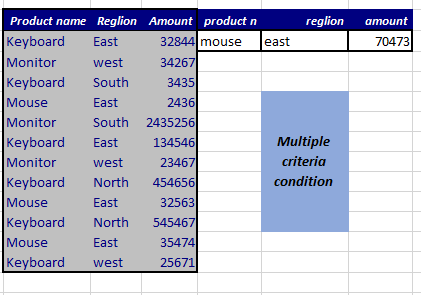 Product name Reglion Amount product n reglion amount
Keyboard East 32844 mouse east 70473
Monitor west 34267
Keyboard South 3435
Mouse East 2436
Monitor South 2435256
Keyboard East 134546
Monitor west 23467
Keyboard North 454656
Mouse East 32563
Keyboard North 545467
Mouse East 35474
Keyboard west 25671
Multiple
criteria
condition